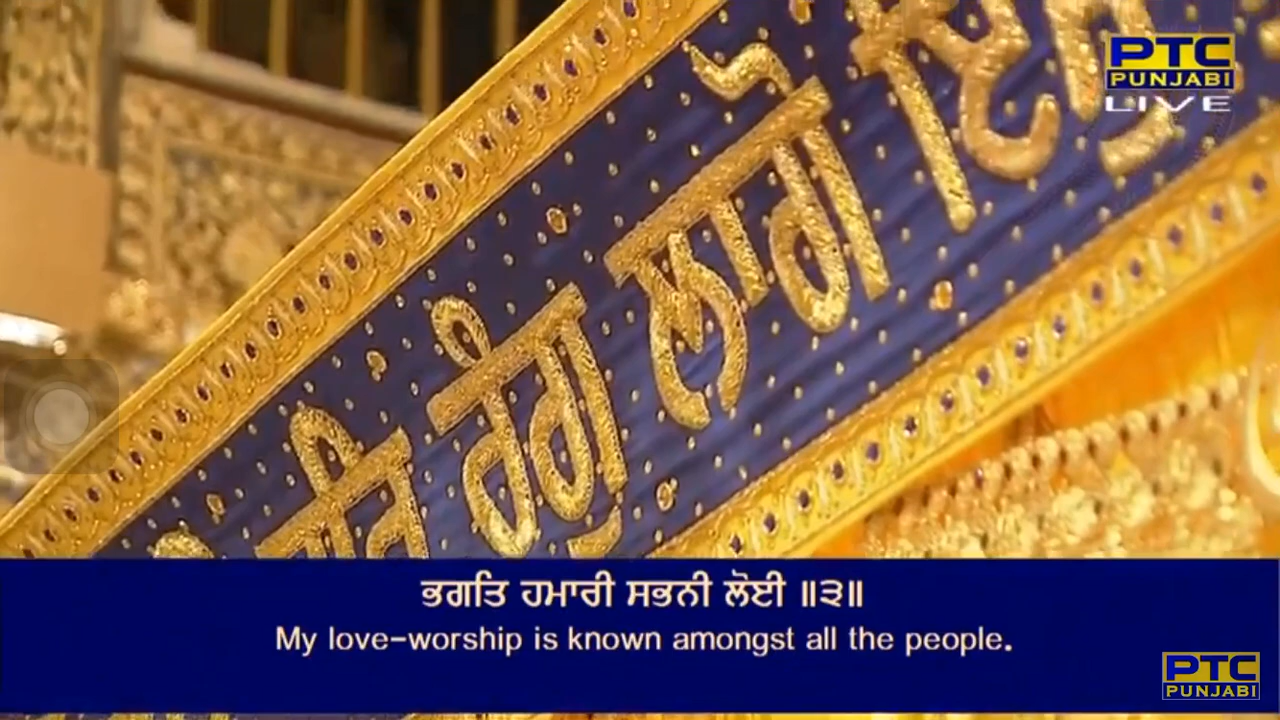 PTC
PUNJABI
LIVE
ਰੰਗੁ ਲਾਗੋ
ਭਗਤਿ ਹਮਾਰੀ ਸਭਨੀ ਲੋਈ ॥੩॥
My love-worship is known amongst all the people.
PTC
PUNJABI